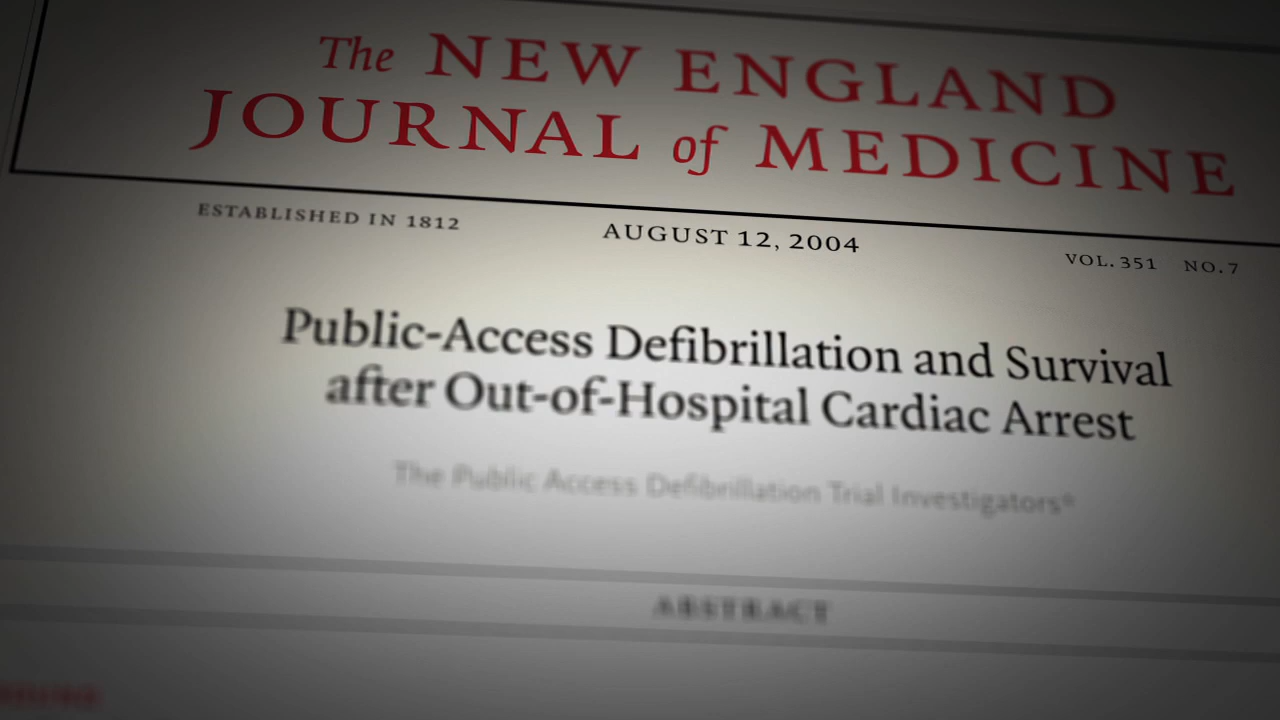 The NEW ENGLAND
JOURNAL of MEDICINE
ESTABLISHED IN 1812 AUGUST 12, 2004 VOL. 351 NO. 7
Public-Access Defibrillation and Survival
after Out-of-Hospital Cardiac Arrest
The Public Access Defibrillation Trial Investigators*
ABSTRACT